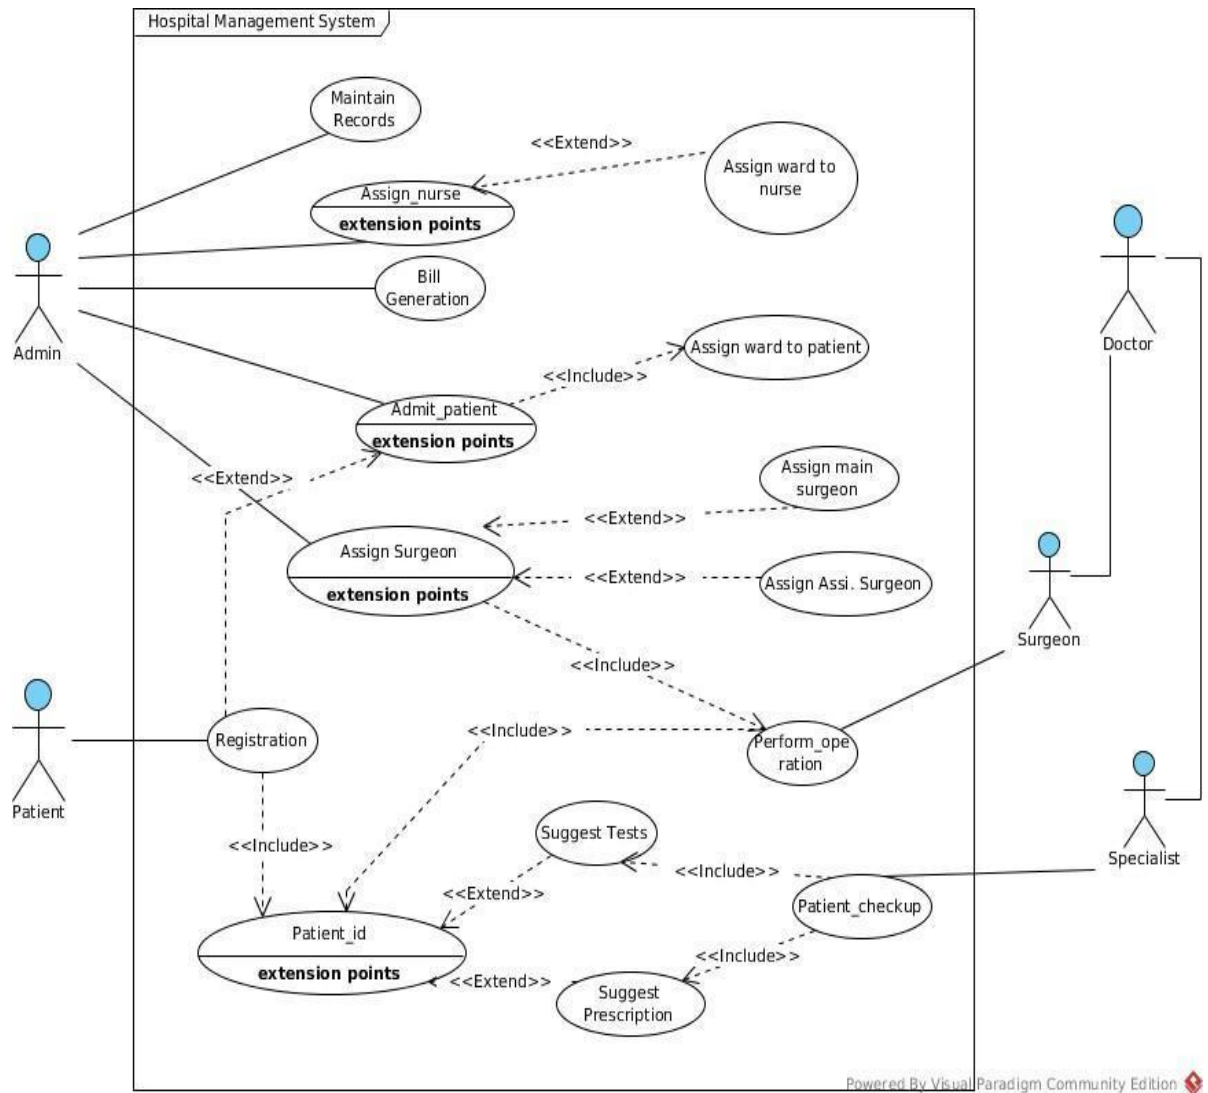 Hospital Management System
Maintain
Records
<<Extend>>
Assign ward to
nurse
Assign_nurse
extension points
Bill
Generation
Admin
Doctor
Assign ward to patient
<<Include>>
Admit_patient
extension points
<<Extend>>
Assign main
surgeon
<<Extend>>
Assign Surgeon
extension points
<<Extend>>
Assign Assi. Surgeon
Surgeon
<<Include>>
<<Include>>
Registration
Perform_ope
ration
Patient
Suggest Tests
<<Include>>
<<Include>>
Specialist
<<Extend>>
Patient_checkup
Patient_id
extension points
<<Include>>
<<Extend>>
Suggest
Prescription
Powered By Visual Paradigm Community Edition